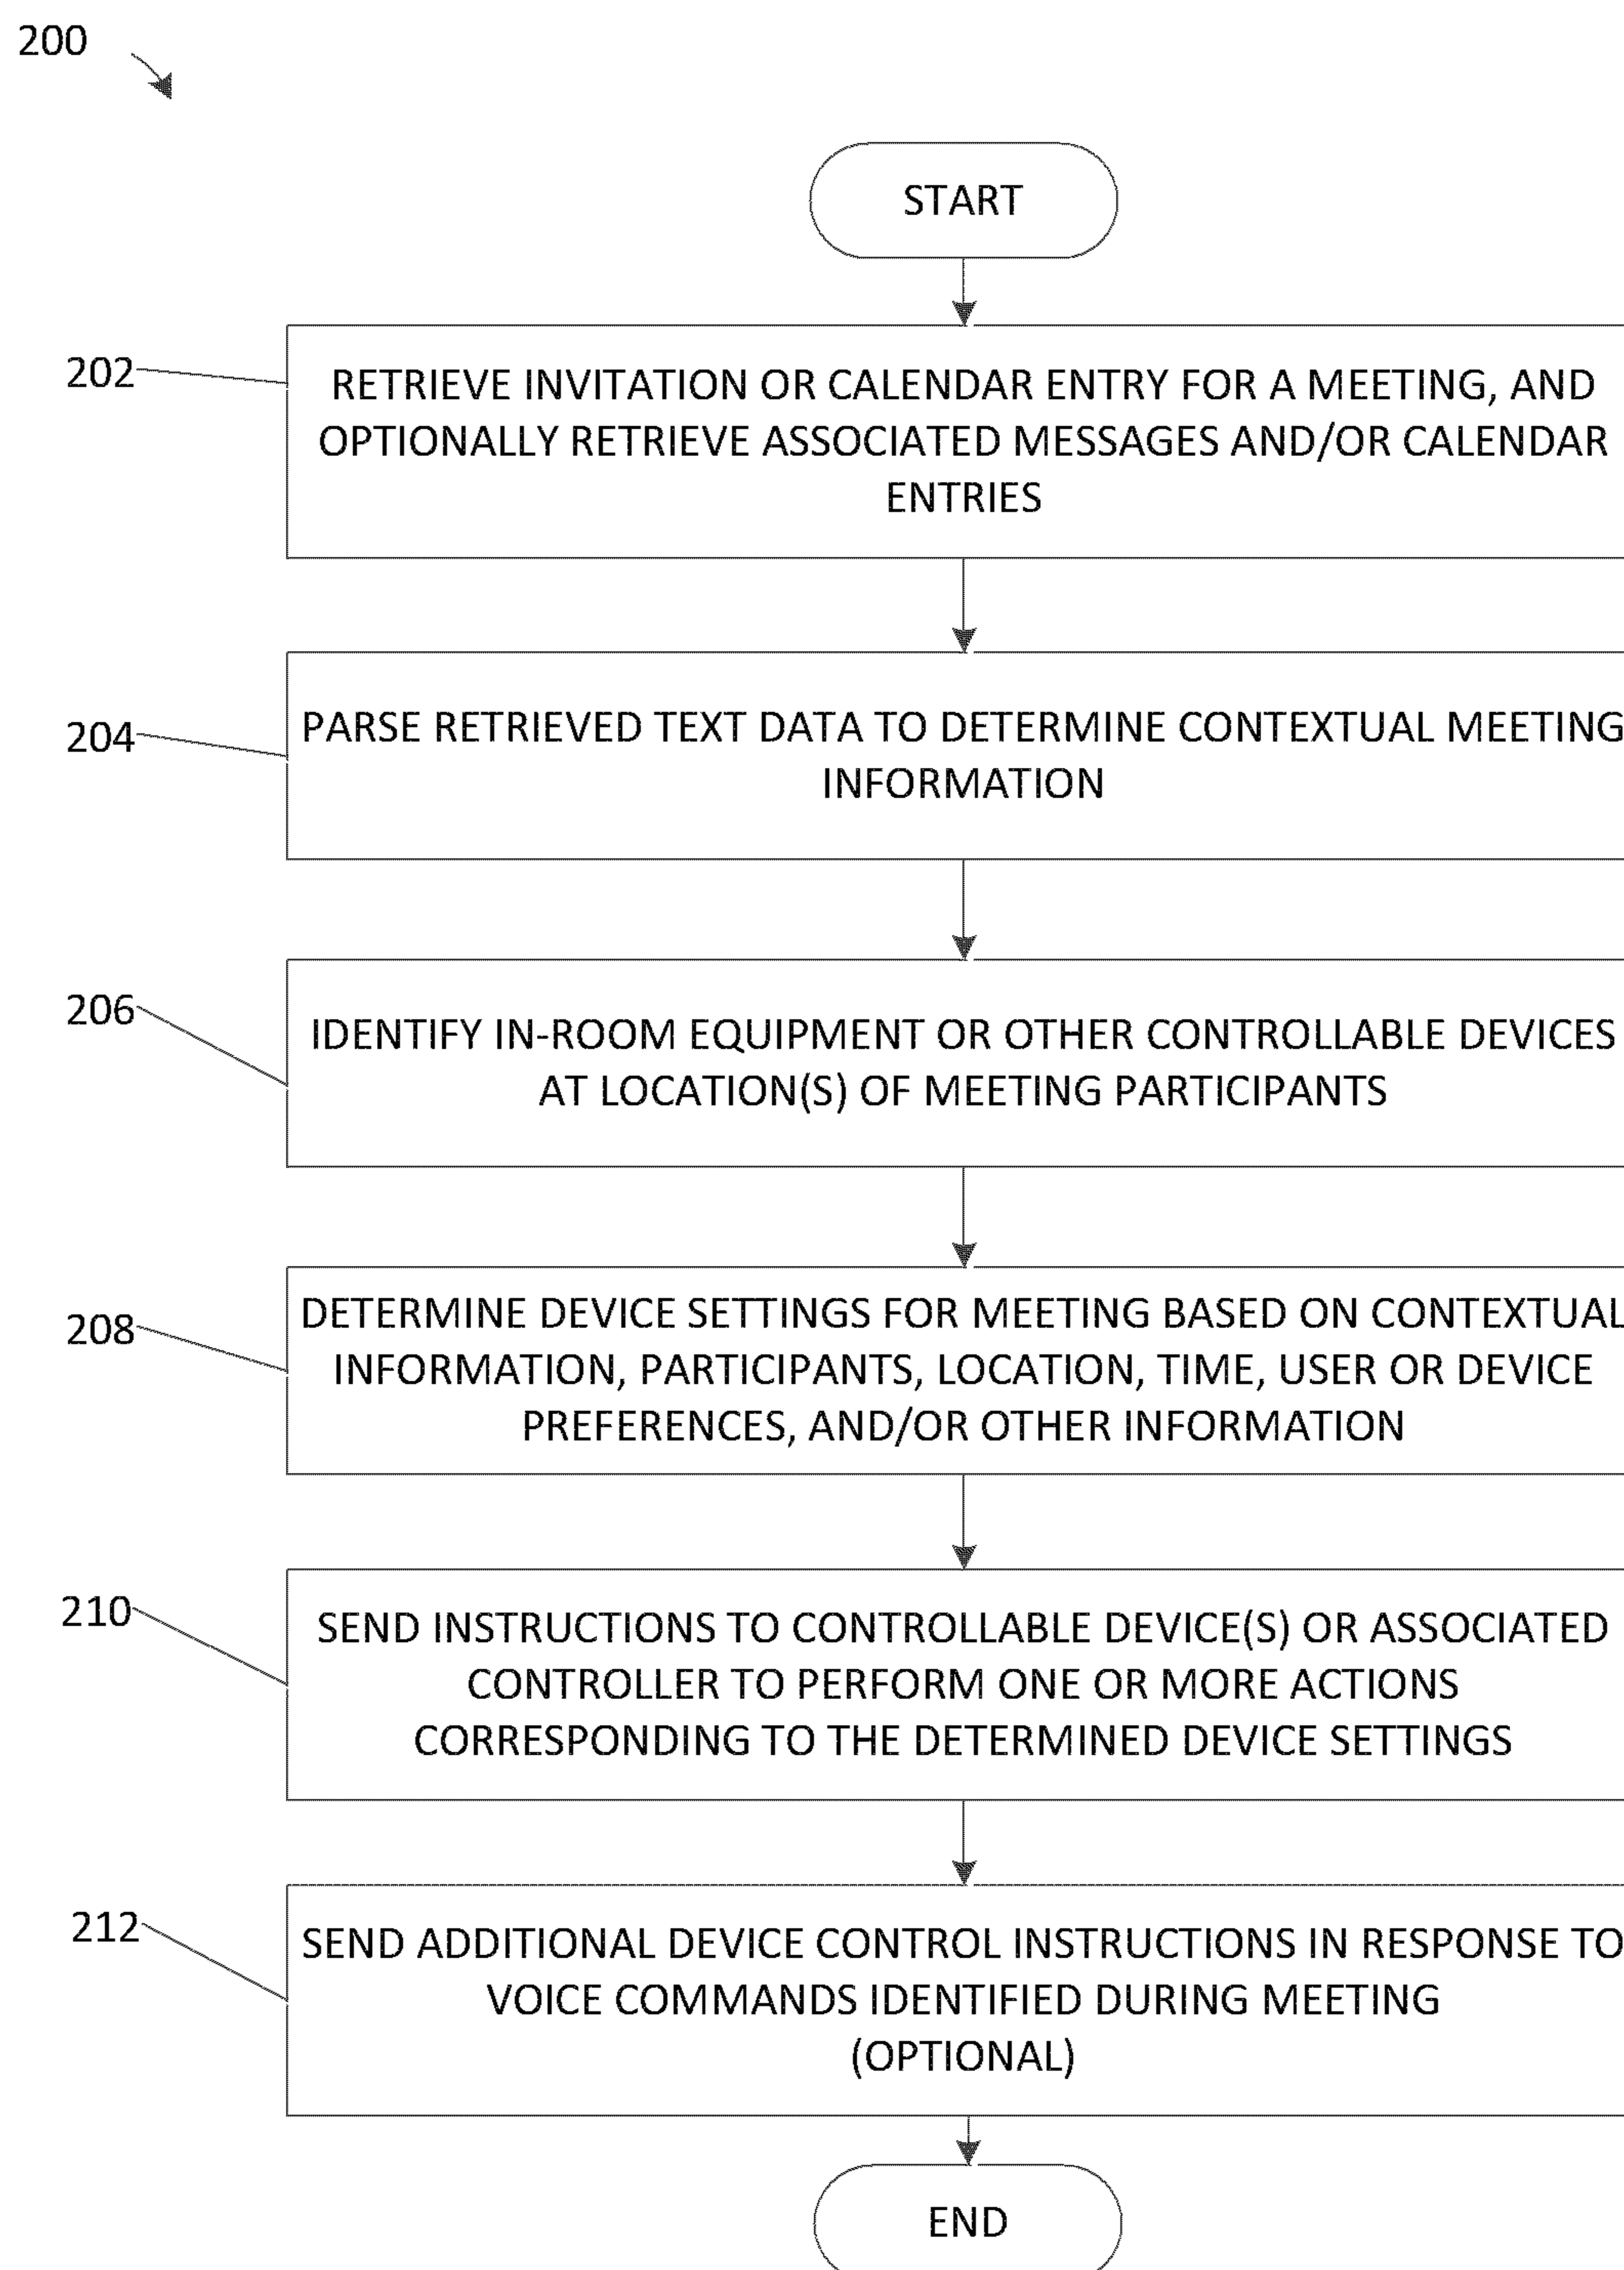 200
START
202
RETRIEVE INVITATION OR CALENDAR ENTRY FOR A MEETING, AND
OPTIONALLY RETRIEVE ASSOCIATED MESSAGES AND/OR CALENDAR
ENTRIES
204
PARSE RETRIEVED TEXT DATA TO DETERMINE CONTEXTUAL MEETING
INFORMATION
206
IDENTIFY IN-ROOM EQUIPMENT OR OTHER CONTROLLABLE DEVICES
AT LOCATION(S) OF MEETING PARTICIPANTS
208
DETERMINE DEVICE SETTINGS FOR MEETING BASED ON CONTEXTUAL
INFORMATION, PARTICIPANTS, LOCATION, TIME, USER OR DEVICE
PREFERENCES, AND/OR OTHER INFORMATION
210
SEND INSTRUCTIONS TO CONTROLLABLE DEVICE(S) OR ASSOCIATED
CONTROLLER TO PERFORM ONE OR MORE ACTIONS
CORRESPONDING TO THE DETERMINED DEVICE SETTINGS
212
SEND ADDITIONAL DEVICE CONTROL INSTRUCTIONS IN RESPONSE TO
VOICE COMMANDS IDENTIFIED DURING MEETING
(OPTIONAL)
END